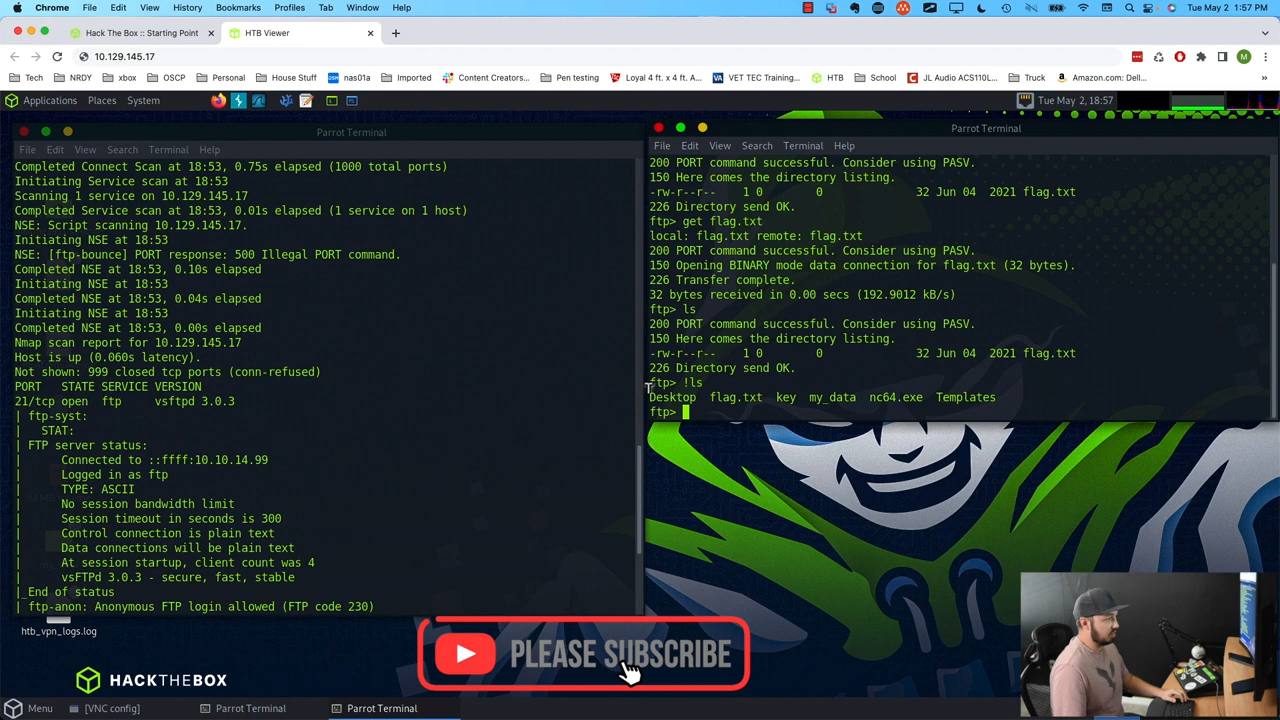 Chrome File Edit View History Bookmarks Profiles Tab Window Help Tue May 2 1:57 PM
Hack The Box :: Starting Point HTB Viewer
10.129.145.17
Tech NRDY xbox OSCP Personal House Stuff nas01a Imported Content Creators... Pen testing Loyal 4 ft. x 4 ft. A... VET TEC Training... HTB School JL Audio ACS110L... Truck Amazon.com: Dell... »
Applications Places System Tue May 2, 18:57
Parrot Terminal
File Edit View Search Terminal Help
Completed Connect Scan at 18:53, 0.75s elapsed (1000 total ports)
Initiating Service scan at 18:53
Scanning 1 service on 10.129.145.17
Completed Service scan at 18:53, 0.01s elapsed (1 service on 1 host)
NSE: Script scanning 10.129.145.17.
Initiating NSE at 18:53
NSE: [ftp-bounce] PORT response: 500 Illegal PORT command.
Completed NSE at 18:53, 0.10s elapsed
Initiating NSE at 18:53
Completed NSE at 18:53, 0.04s elapsed
Initiating NSE at 18:53
Completed NSE at 18:53, 0.00s elapsed
Nmap scan report for 10.129.145.17
Host is up (0.060s latency).
Not shown: 999 closed tcp ports (conn-refused)
PORT   STATE SERVICE VERSION
21/tcp open  ftp     vsftpd 3.0.3
| ftp-syst:
|   STAT:
| FTP server status:
|      Connected to ::ffff:10.10.14.99
|      Logged in as ftp
|      TYPE: ASCII
|      No session bandwidth limit
|      Session timeout in seconds is 300
|      Control connection is plain text
|      Data connections will be plain text
|      At session startup, client count was 4
|      vsFTPd 3.0.3 - secure, fast, stable
|_End of status
| ftp-anon: Anonymous FTP login allowed (FTP code 230)
Parrot Terminal
File Edit View Search Terminal Help
200 PORT command successful. Consider using PASV.
150 Here comes the directory listing.
-rw-r--r--    1 0        0              32 Jun 04  2021 flag.txt
226 Directory send OK.
ftp> get flag.txt
local: flag.txt remote: flag.txt
200 PORT command successful. Consider using PASV.
150 Opening BINARY mode data connection for flag.txt (32 bytes).
226 Transfer complete.
32 bytes received in 0.00 secs (192.9012 kB/s)
ftp> ls
200 PORT command successful. Consider using PASV.
150 Here comes the directory listing.
-rw-r--r--    1 0        0              32 Jun 04  2021 flag.txt
226 Directory send OK.
ftp> !ls
Desktop  flag.txt  key  my_data  nc64.exe  Templates
ftp>
htb_vpn_logs.log
PLEASE SUBSCRIBE
HACKTHEBOX
Menu [VNC config] Parrot Terminal Parrot Terminal